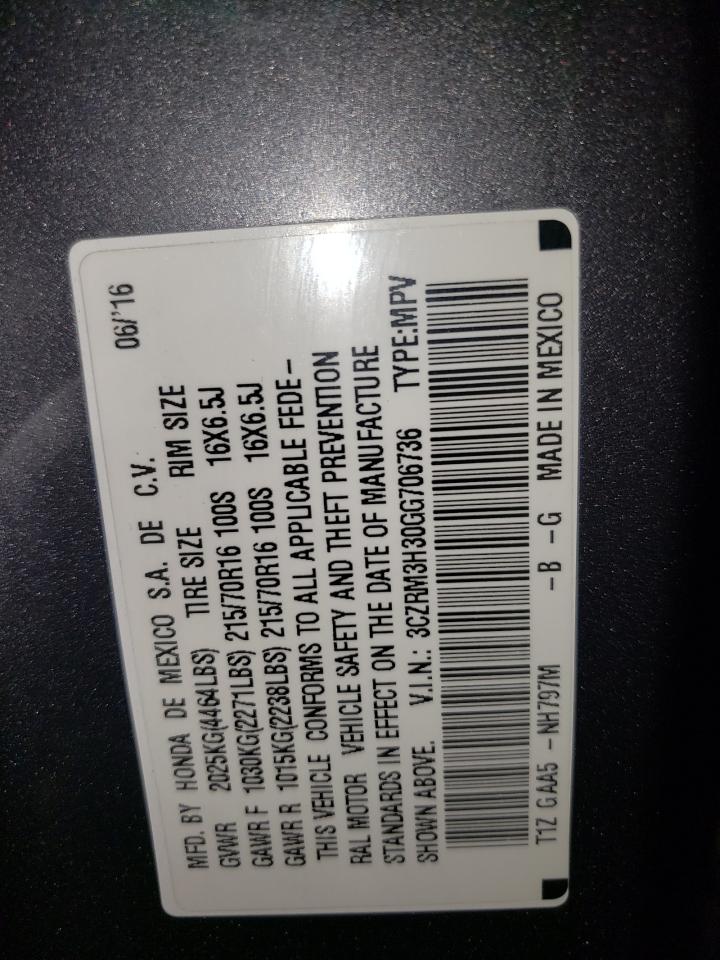 06/'16
MFD. BY HONDA DE MEXICO S.A. DE C.V.
GVWR 2025KG(4464LBS) TIRE SIZE RIM SIZE
GAWR F 1030KG(2271LBS) 215/70R16 100S 16X6.5J
GAWR R 1015KG(2238LBS) 215/70R16 100S 16X6.5J
THIS VEHICLE CONFORMS TO ALL APPLICABLE FEDE-
RAL MOTOR VEHICLE SAFETY AND THEFT PREVENTION
STANDARDS IN EFFECT ON THE DATE OF MANUFACTURE
SHOWN ABOVE. V.I.N.: 3CZRM3H30GG706736 TYPE:MPV
T1Z GAA5 -NH797M -B -G MADE IN MEXICO